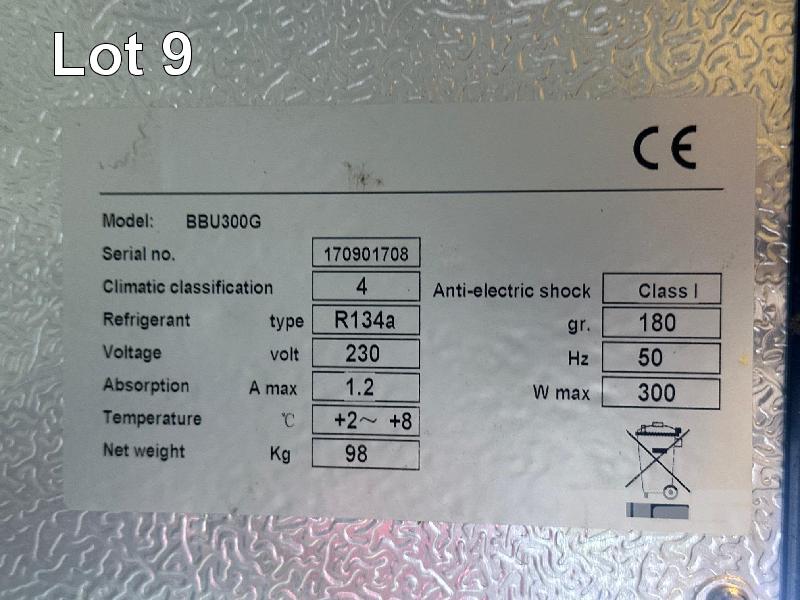 Lot 9
CE
Model: BBU300G
Serial no. 170901708
Climatic classification 4 Anti-electric shock Class I
Refrigerant type R134a gr. 180
Voltage volt 230 Hz 50
Absorption A max 1.2 W max 300
Temperature ℃ +2～ +8
Net weight Kg 98